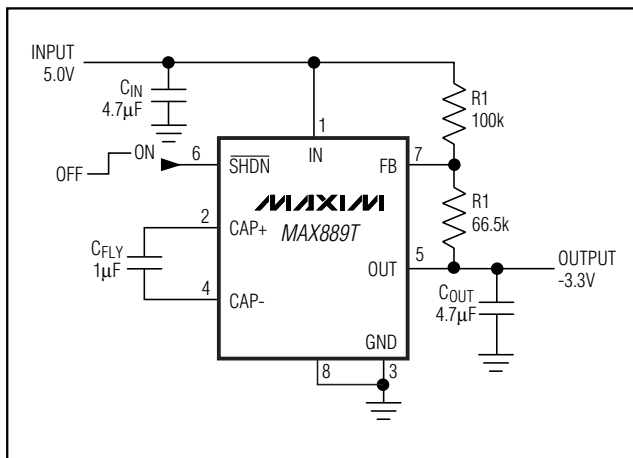 INPUT
5.0V
CIN
4.7µF
R1
100k
1
IN
ON
OFF
6
SHDN
FB
7
MAXIM
MAX889T
R1
66.5k
2
CAP+
CFLY
1µF
5
OUT
OUTPUT
-3.3V
4
CAP-
COUT
4.7µF
GND
8
3